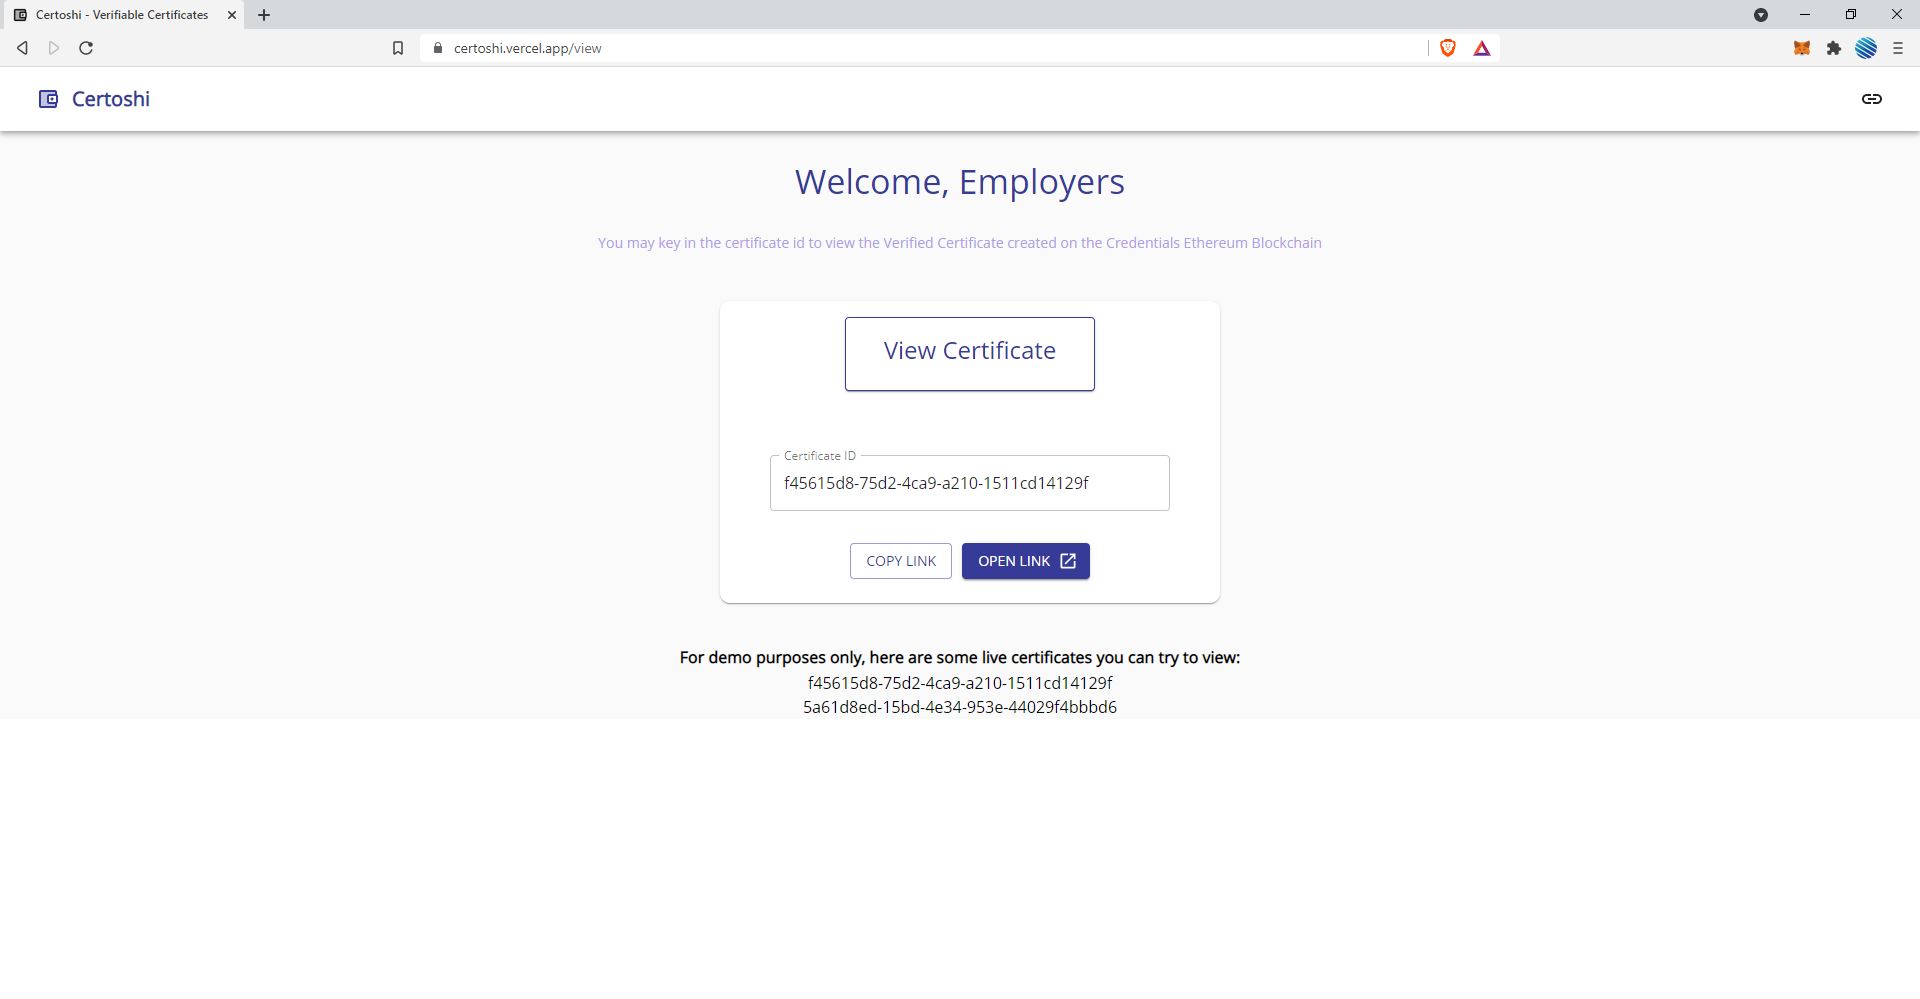 Certoshi - Verifiable Certificates
certoshi.vercel.app/view
Certoshi
Welcome, Employers
You may key in the certificate id to view the Verified Certificate created on the Credentials Ethereum Blockchain
View Certificate
Certificate ID
f45615d8-75d2-4ca9-a210-1511cd14129f
COPY LINK
OPEN LINK
For demo purposes only, here are some live certificates you can try to view:
f45615d8-75d2-4ca9-a210-1511cd14129f
5a61d8ed-15bd-4e34-953e-44029f4bbbd6